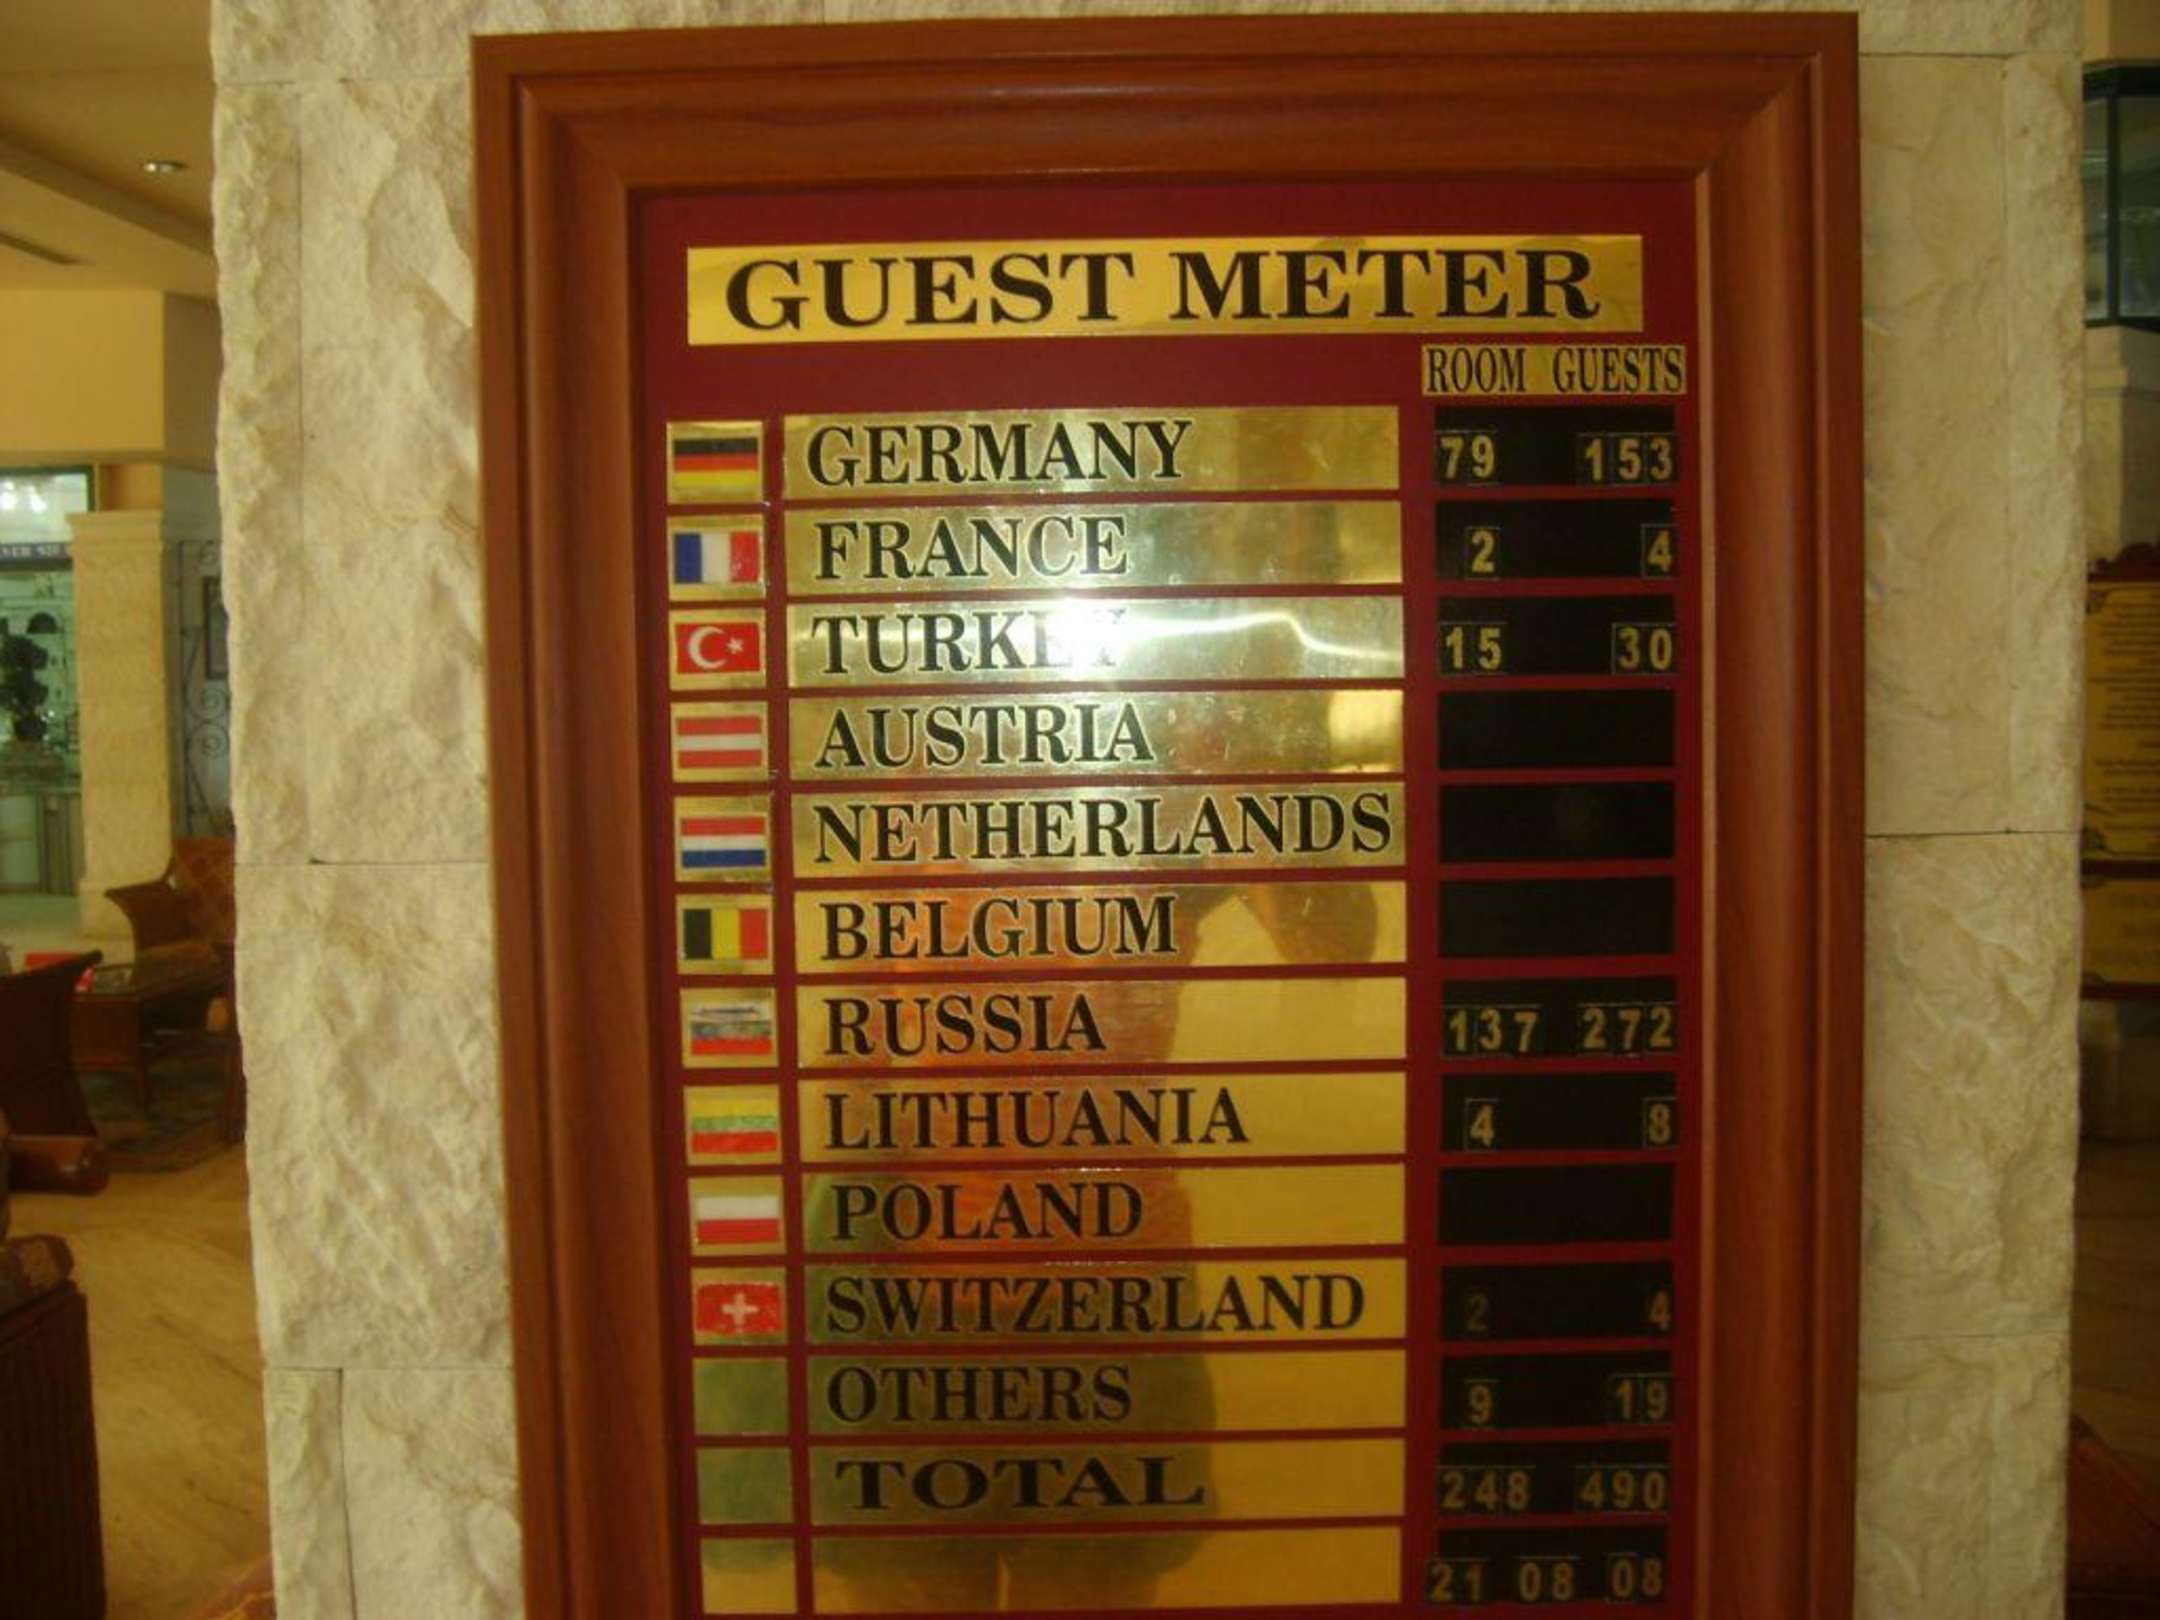 GUEST METER
ROOM GUESTS
GERMANY 79 153
FRANCE 2 4
TURKEY 15 30
AUSTRIA
NETHERLANDS
BELGIUM
RUSSIA 137 272
LITHUANIA 4 8
POLAND
SWITZERLAND 2 4
OTHERS 9 19
TOTAL 248 490
21 08 08